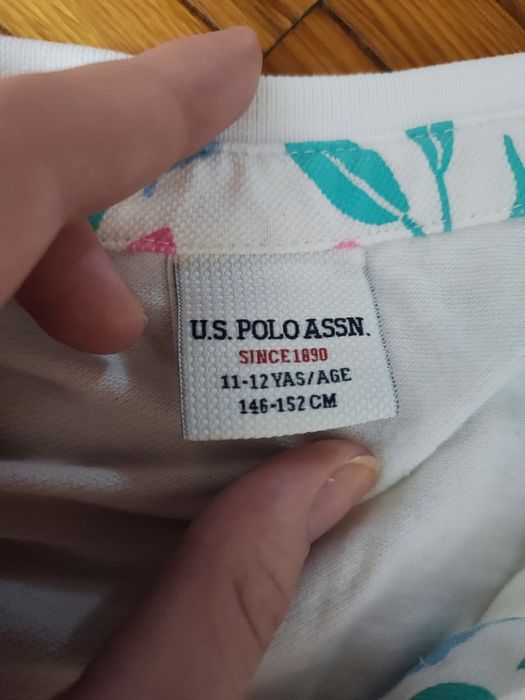 U.S. POLO ASSN.
SINCE 1890
11-12 YAS/AGE
146-152 CM